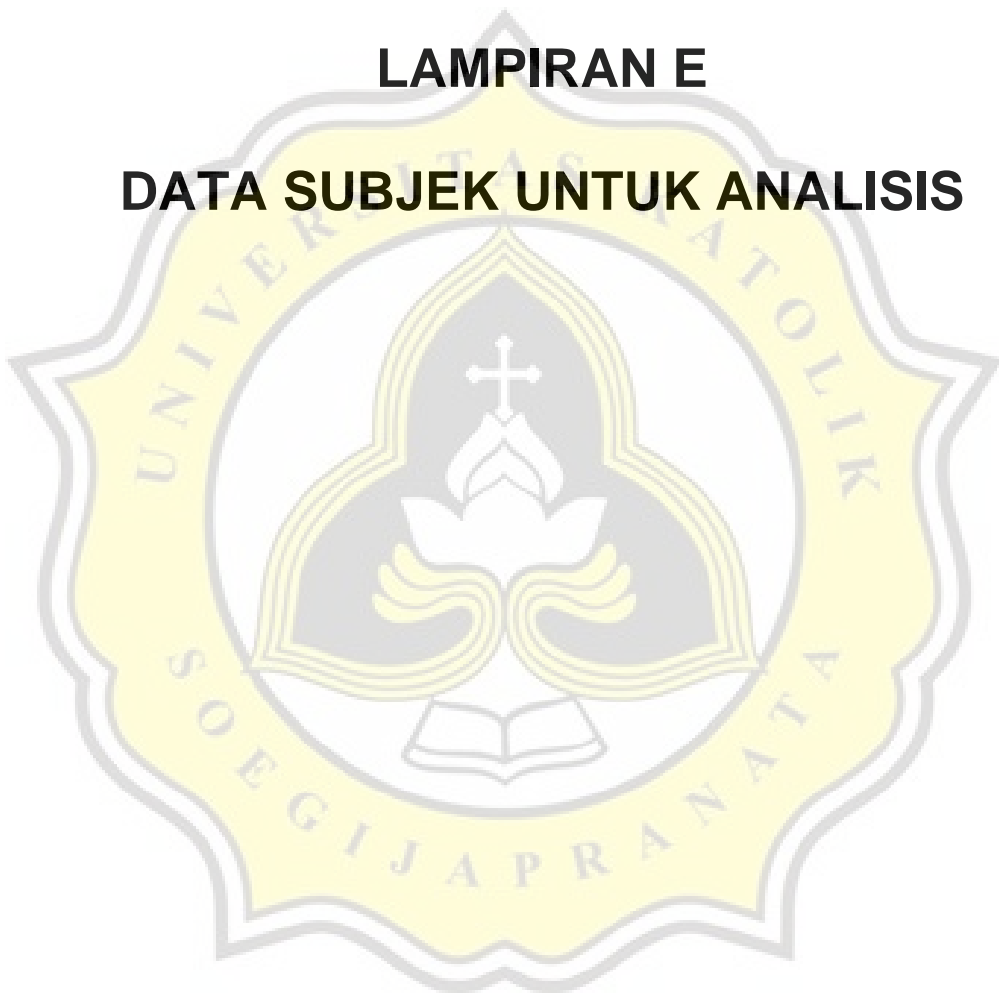 LAMPIRAN E
DATA SUBJEK UNTUK ANALISIS
UNIVERSITAS KATOLIK
SOEGIJAPRANATA